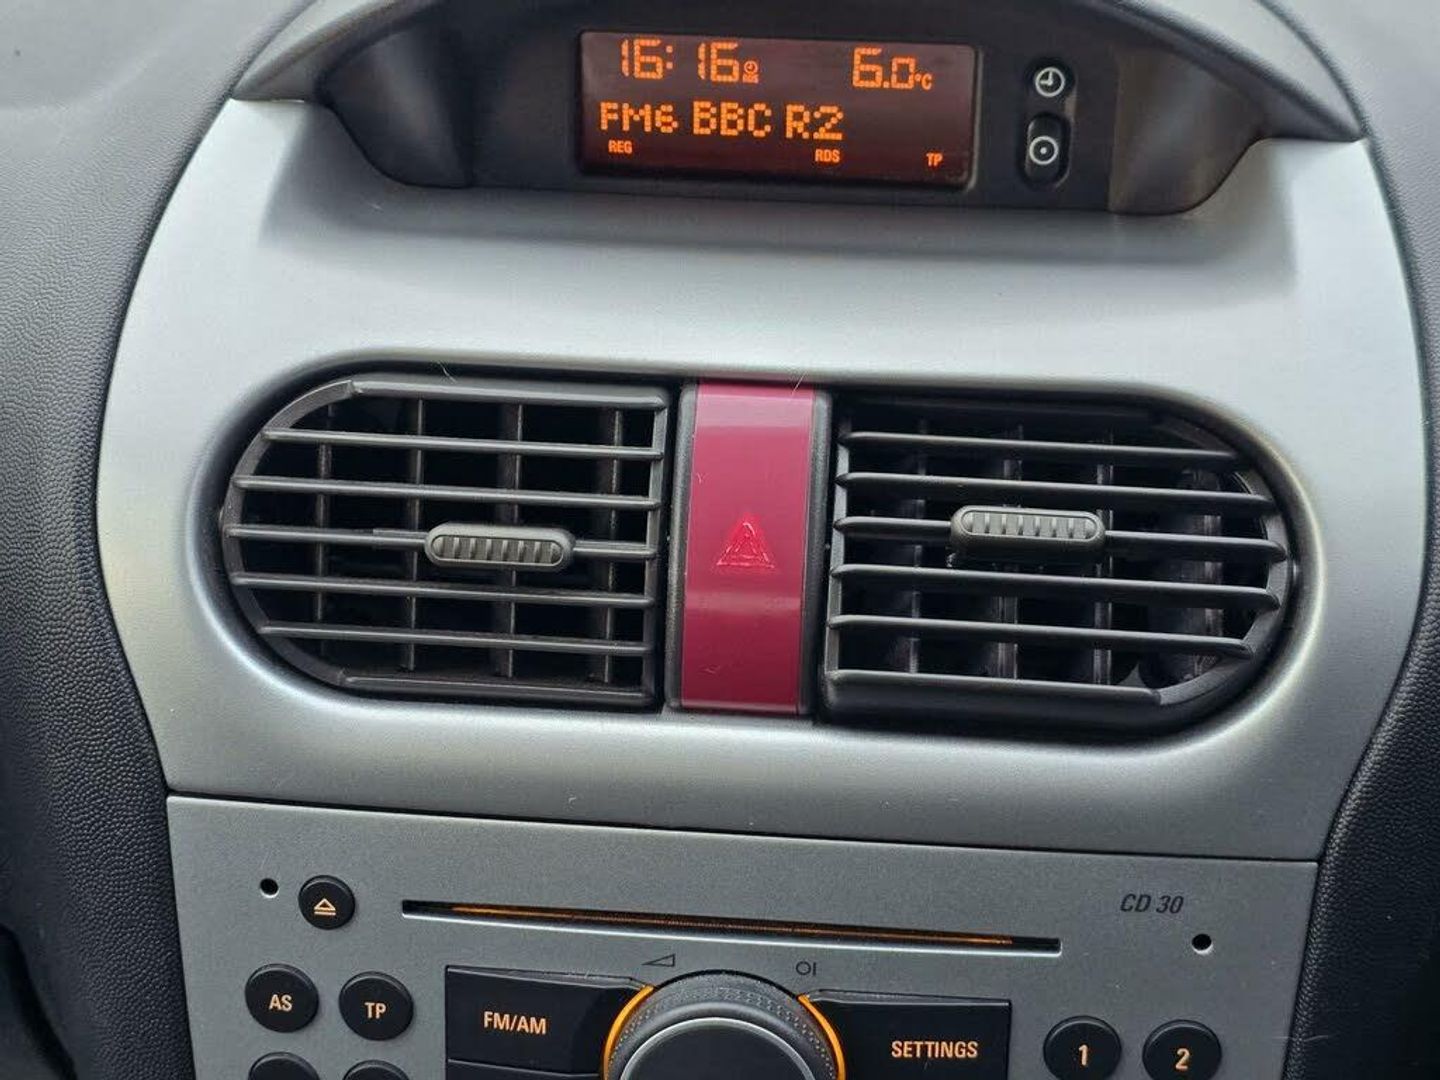 16:16 RDS 6.0°C
FM6 BBC R2
REG RDS TP
CD 30
AS TP FM/AM SETTINGS 1 2